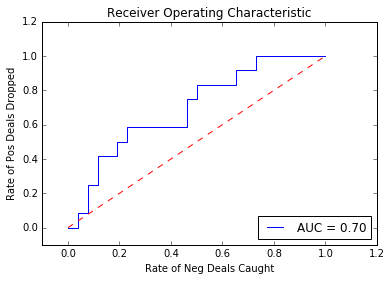 Receiver Operating Characteristic
1.2
1.0
0.8
0.6
0.4
0.2
0.0
Rate of Pos Deals Dropped
AUC = 0.70
0.0 0.2 0.4 0.6 0.8 1.0 1.2
Rate of Neg Deals Caught